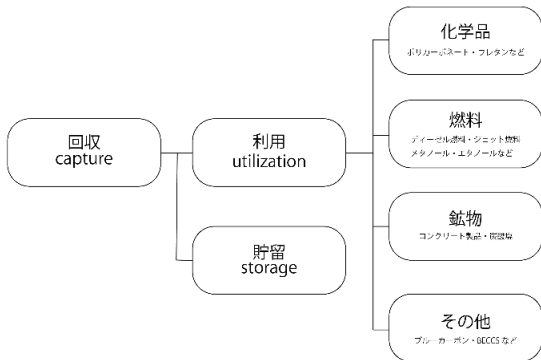 回収
capture
利用
utilization
貯留
storage
化学品
ポリカーボネート・ウレタンなど
燃料
ディーゼル燃料・ジェット燃料
メタノール・エタノールなど
鉱物
コンクリート製品・炭酸塩
その他
ブルーカーボン・BECCSなど